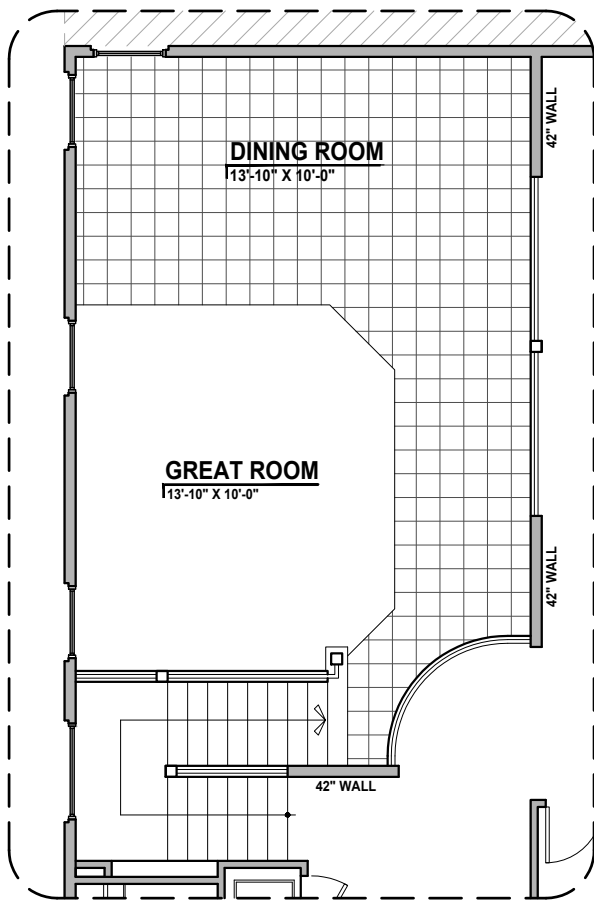 42" WALL
DINING ROOM
13'-10" X 10'-0"
GREAT ROOM
13'-10" X 10'-0"
42" WALL
42" WALL